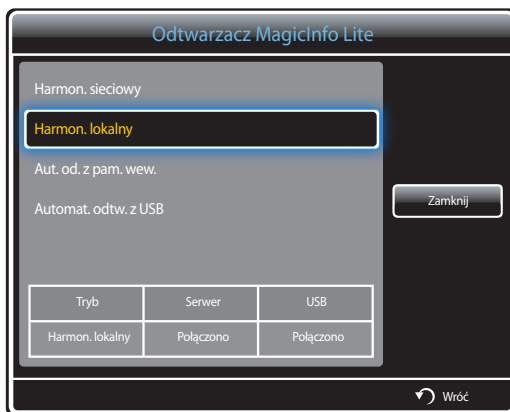 Odtwarzacz MagicInfo Lite
Harmon. sieciowy
Harmon. lokalny
Aut. od. z pam. wew.
Automat. odtw. z USB
Zamknij
Tryb Serwer USB
Harmon. lokalny Połączono Połączono
Wróć